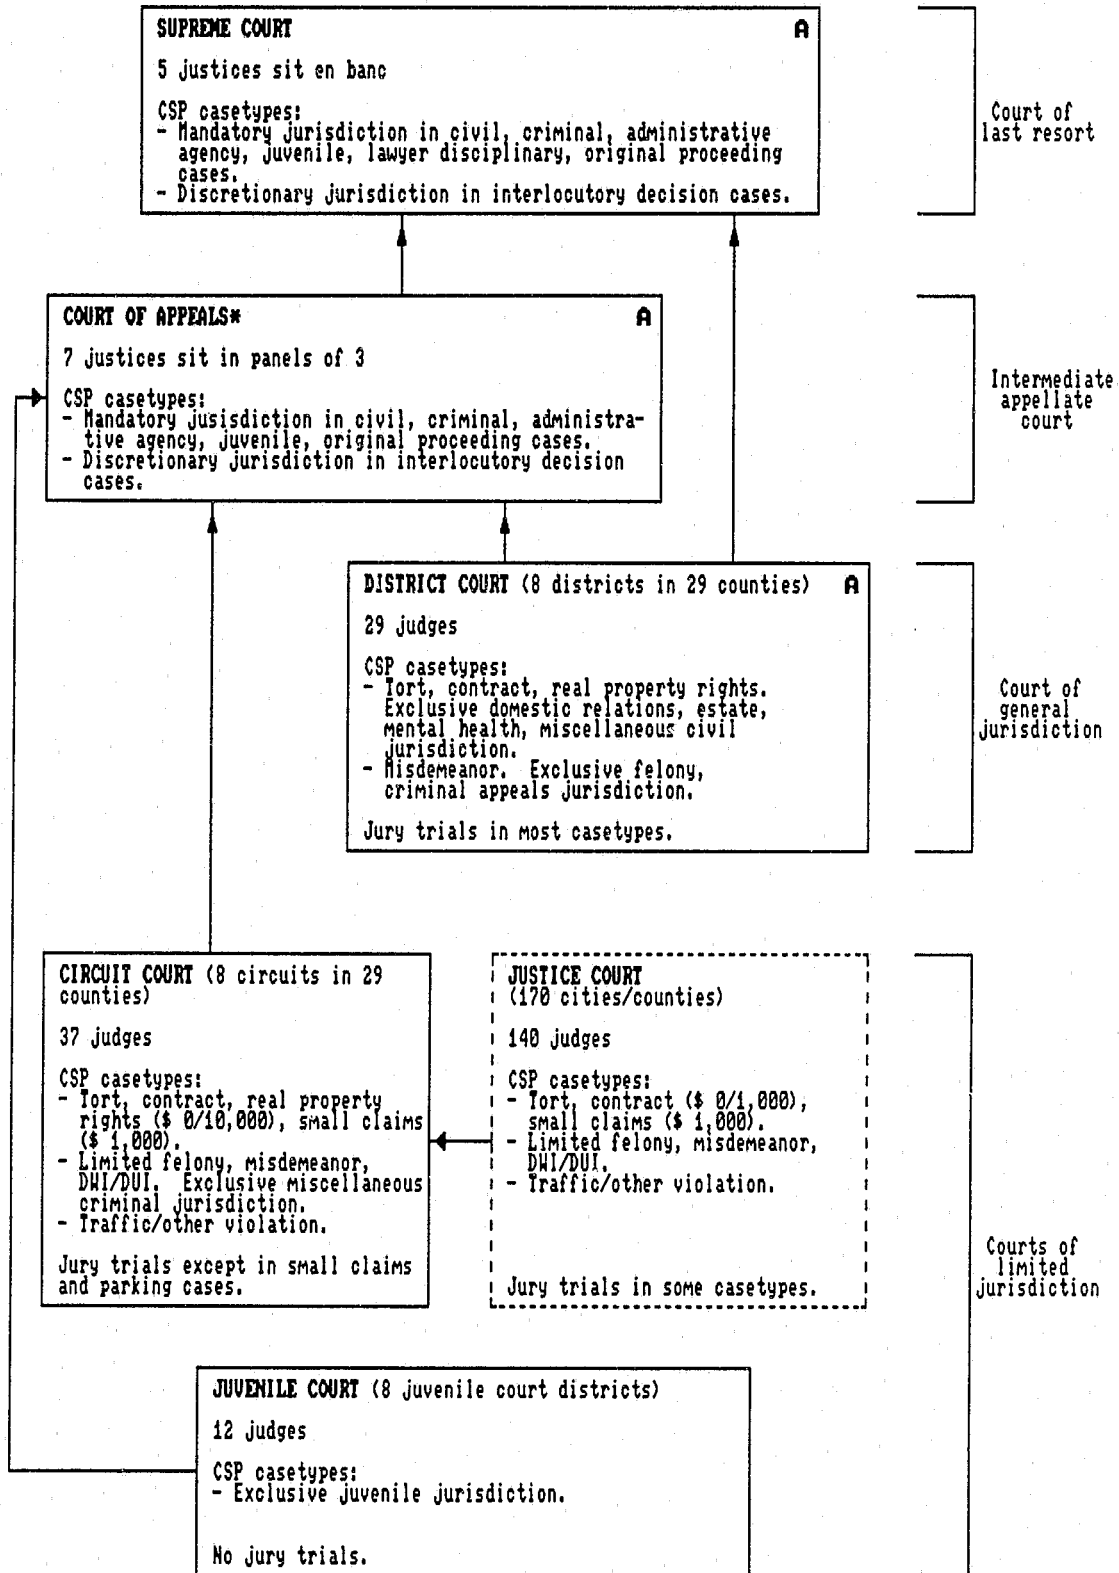 SUPREME COURT A
5 justices sit en banc
CSP casetypes:
- Mandatory jurisdiction in civil, criminal, administrative
agency, juvenile, lawyer disciplinary, original proceeding
cases.
- Discretionary jurisdiction in interlocutory decision cases.
Court of
last resort
COURT OF APPEALS* A
7 justices sit in panels of 3
CSP casetypes:
- Mandatory jusisdiction in civil, criminal, administra-
tive agency, juvenile, original proceeding cases.
- Discretionary jurisdiction in interlocutory decision
cases.
Intermediate
appellate
court
DISTRICT COURT (8 districts in 29 counties) A
29 judges
CSP casetypes:
- Tort, contract, real property rights.
Exclusive domestic relations, estate,
mental health, miscellaneous civil
jurisdiction.
- Misdemeanor. Exclusive felony,
criminal appeals jurisdiction.
Jury trials in most casetypes.
Court of
general
jurisdiction
CIRCUIT COURT (8 circuits in 29
counties)
37 judges
CSP casetypes:
- Tort, contract, real property
rights ($ 0/10,000), small claims
($ 1,000).
- Limited felony, misdemeanor,
DWI/DUI. Exclusive miscellaneous
criminal jurisdiction.
- Traffic/other violation.
Jury trials except in small claims
and parking cases.
JUSTICE COURT
(170 cities/counties)
140 judges
CSP casetypes:
- Tort, contract ($ 0/1,000),
small claims ($ 1,000).
- Limited felony, misdemeanor,
DWI/DUI.
- Traffic/other violation.
Jury trials in some casetypes.
Courts of
limited
jurisdiction
JUVENILE COURT (8 juvenile court districts)
12 judges
CSP casetypes:
- Exclusive juvenile jurisdiction.
No jury trials.